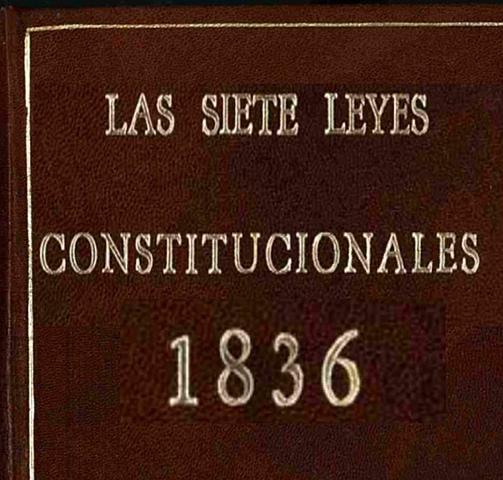 LAS SIETE LEYES
CONSTITUCIONALES
1836